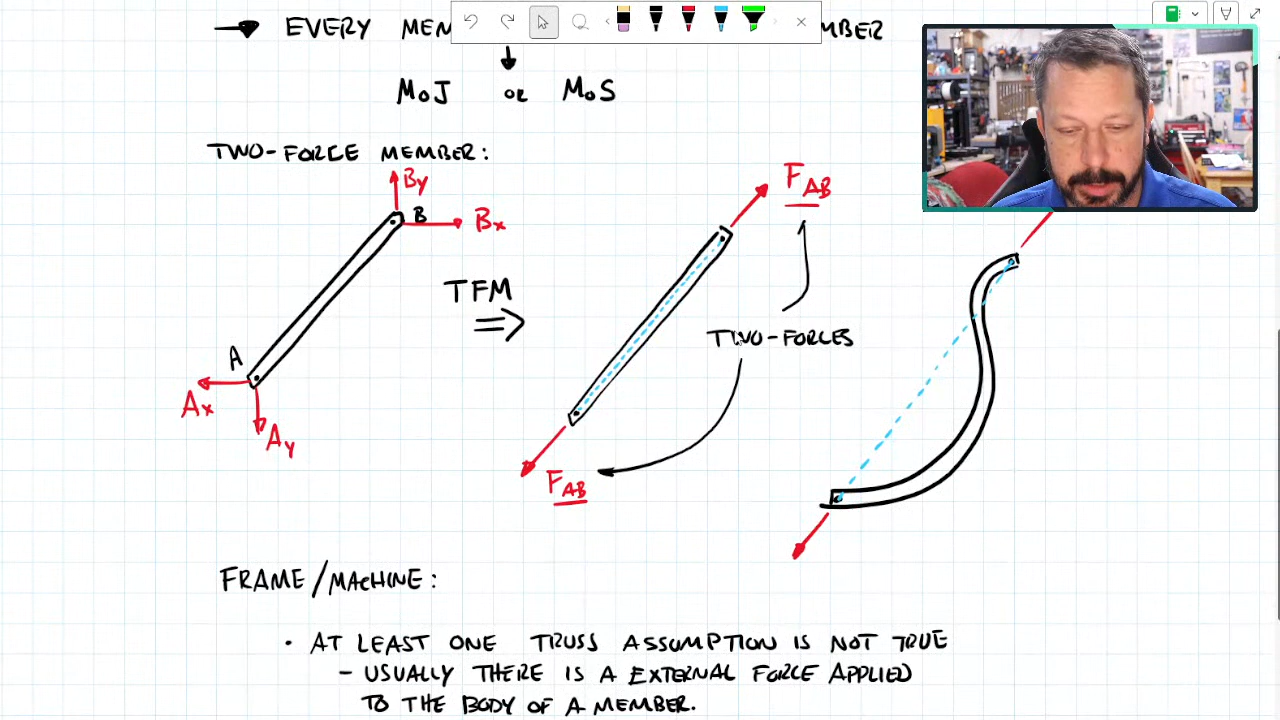 → EVERY MEM
MBER
MoJ or MoS
TWO-FORCE MEMBER:
By
B
Bx
A
Ax
Ay
TFM
⇒
FAB
TWO-FORCES
FAB
FRAME/MACHINE:
· AT LEAST ONE TRUSS ASSUMPTION IS NOT TRUE
– USUALLY THERE IS A EXTERNAL FORCE APPLIED
TO THE BODY OF A MEMBER.